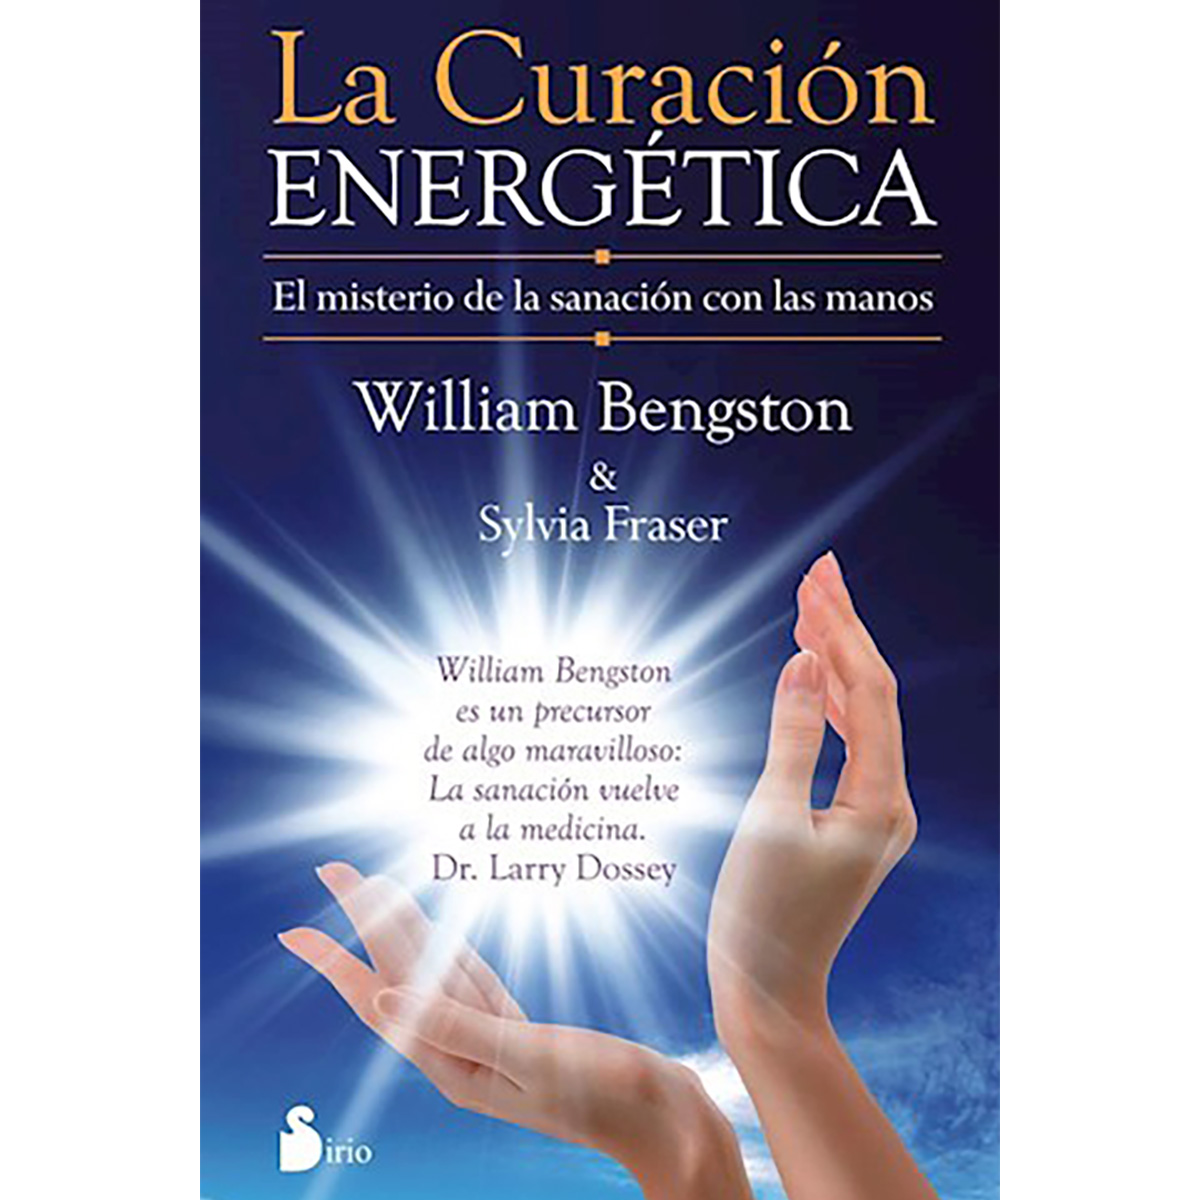 La Curación
ENERGÉTICA
El misterio de la sanación con las manos
William Bengston
&
Sylvia Fraser
William Bengston
es un precursor
de algo maravilloso:
La sanación vuelve
a la medicina.
Dr. Larry Dossey
Sirio